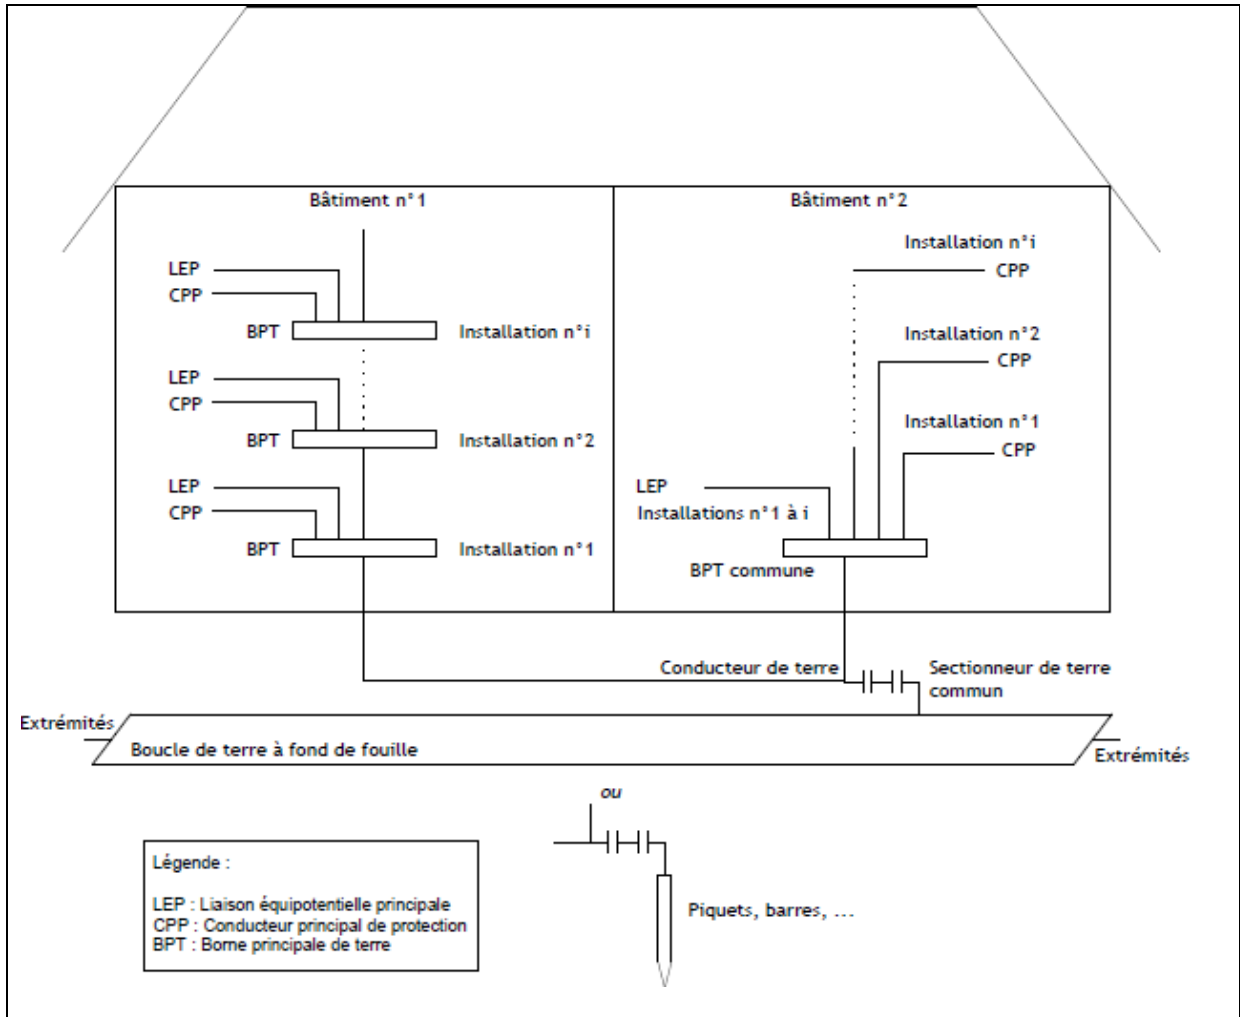 Bâtiment n°1
LEP
CPP
BPT
Installation n°i
LEP
CPP
BPT
Installation n°2
LEP
CPP
BPT
Installation n°1
Bâtiment n°2
Installation n°i
CPP
Installation n°2
CPP
Installation n°1
CPP
LEP
Installations n°1 à i
BPT commune
Conducteur de terre
Sectionneur de terre
commun
Extrémités
Boucle de terre à fond de fouille
Extrémités
ou
Piquets, barres, ...
Légende :
LEP : Liaison équipotentielle principale
CPP : Conducteur principal de protection
BPT : Borne principale de terre